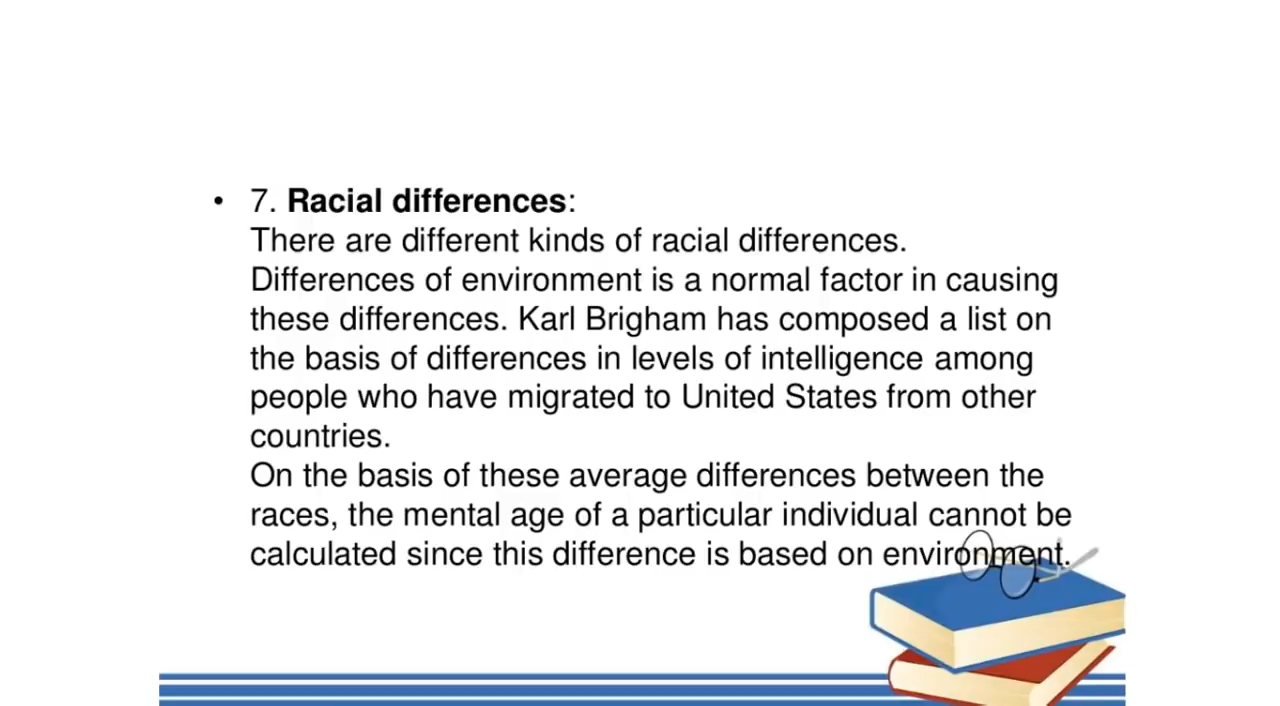 • 7. Racial differences:
There are different kinds of racial differences.
Differences of environment is a normal factor in causing
these differences. Karl Brigham has composed a list on
the basis of differences in levels of intelligence among
people who have migrated to United States from other
countries.
On the basis of these average differences between the
races, the mental age of a particular individual cannot be
calculated since this difference is based on environment.